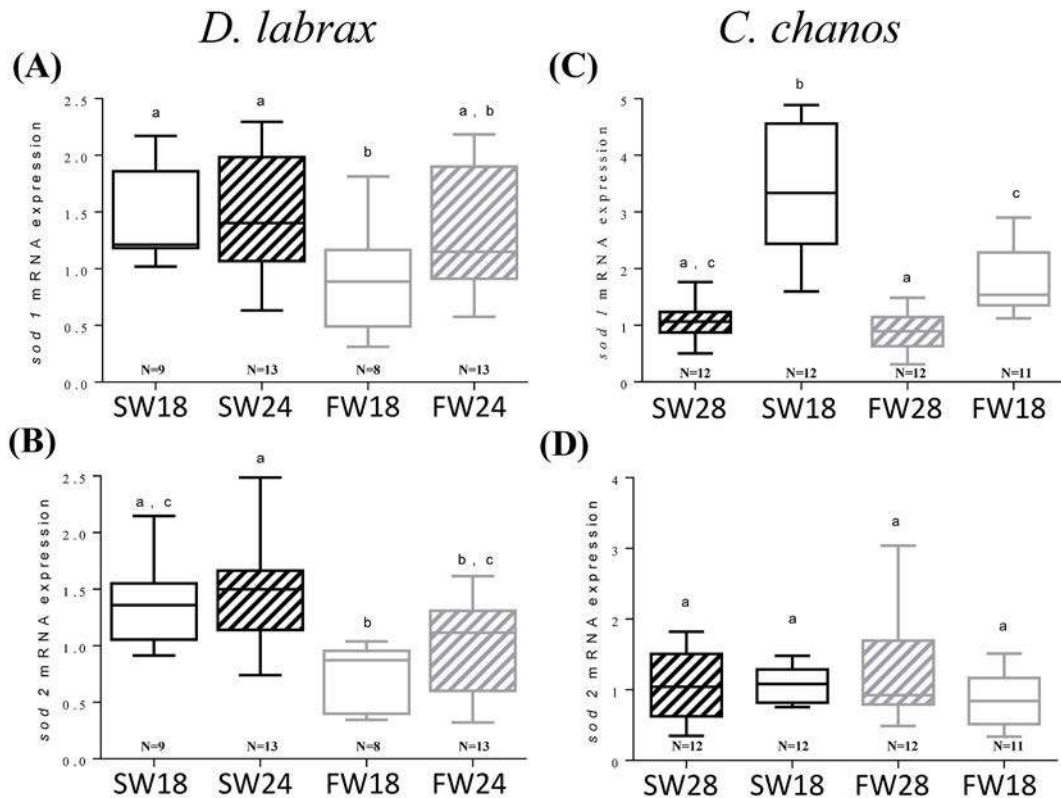 D. labrax
C. chanos
(A)
sod 1 mRNA expression
2.5
2.0
1.5
1.0
0.5
0.0
a
a
b
a , b
N=9
N=13
N=8
N=13
SW18
SW24
FW18
FW24
(C)
sod 1 mRNA expression
5
4
3
2
1
0
a , c
b
a
c
N=12
N=12
N=12
N=11
SW28
SW18
FW28
FW18
(B)
sod 2 mRNA expression
2.5
2.0
1.5
1.0
0.5
0.0
a , c
a
b
b , c
N=9
N=13
N=8
N=13
SW18
SW24
FW18
FW24
(D)
sod 2 mRNA expression
4
3
2
1
0
a
a
a
a
N=12
N=12
N=12
N=11
SW28
SW18
FW28
FW18